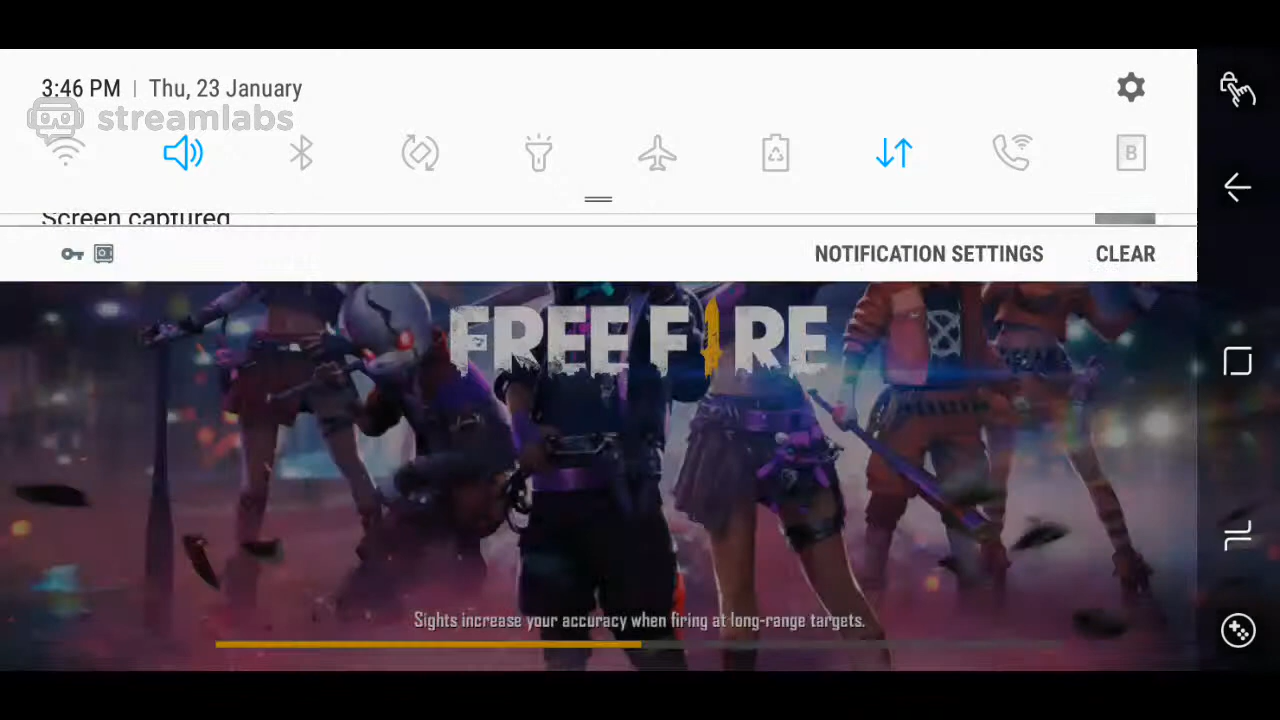 3:46 PM | Thu, 23 January
streamlabs
B
Screen captured
NOTIFICATION SETTINGS CLEAR
FREE FIRE
Sights increase your accuracy when firing at long-range targets.